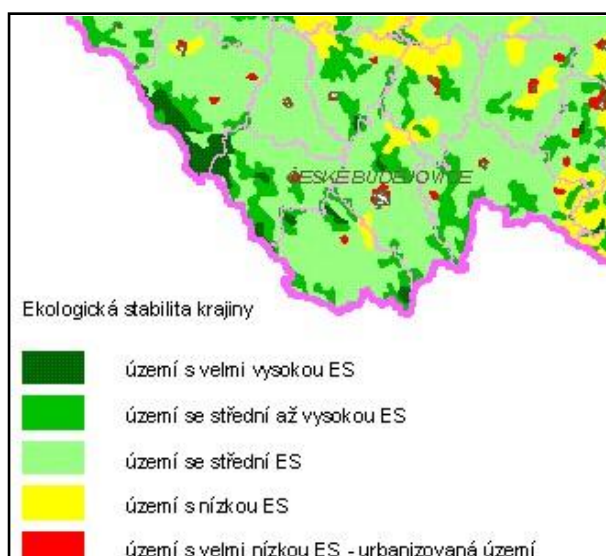 ČESKÉ BUDĚJOVICE
Ekologická stabilita krajiny
území s velmi vysokou ES
území se střední až vysokou ES
území se střední ES
území s nízkou ES
území s velmi nízkou ES - urbanizovaná území